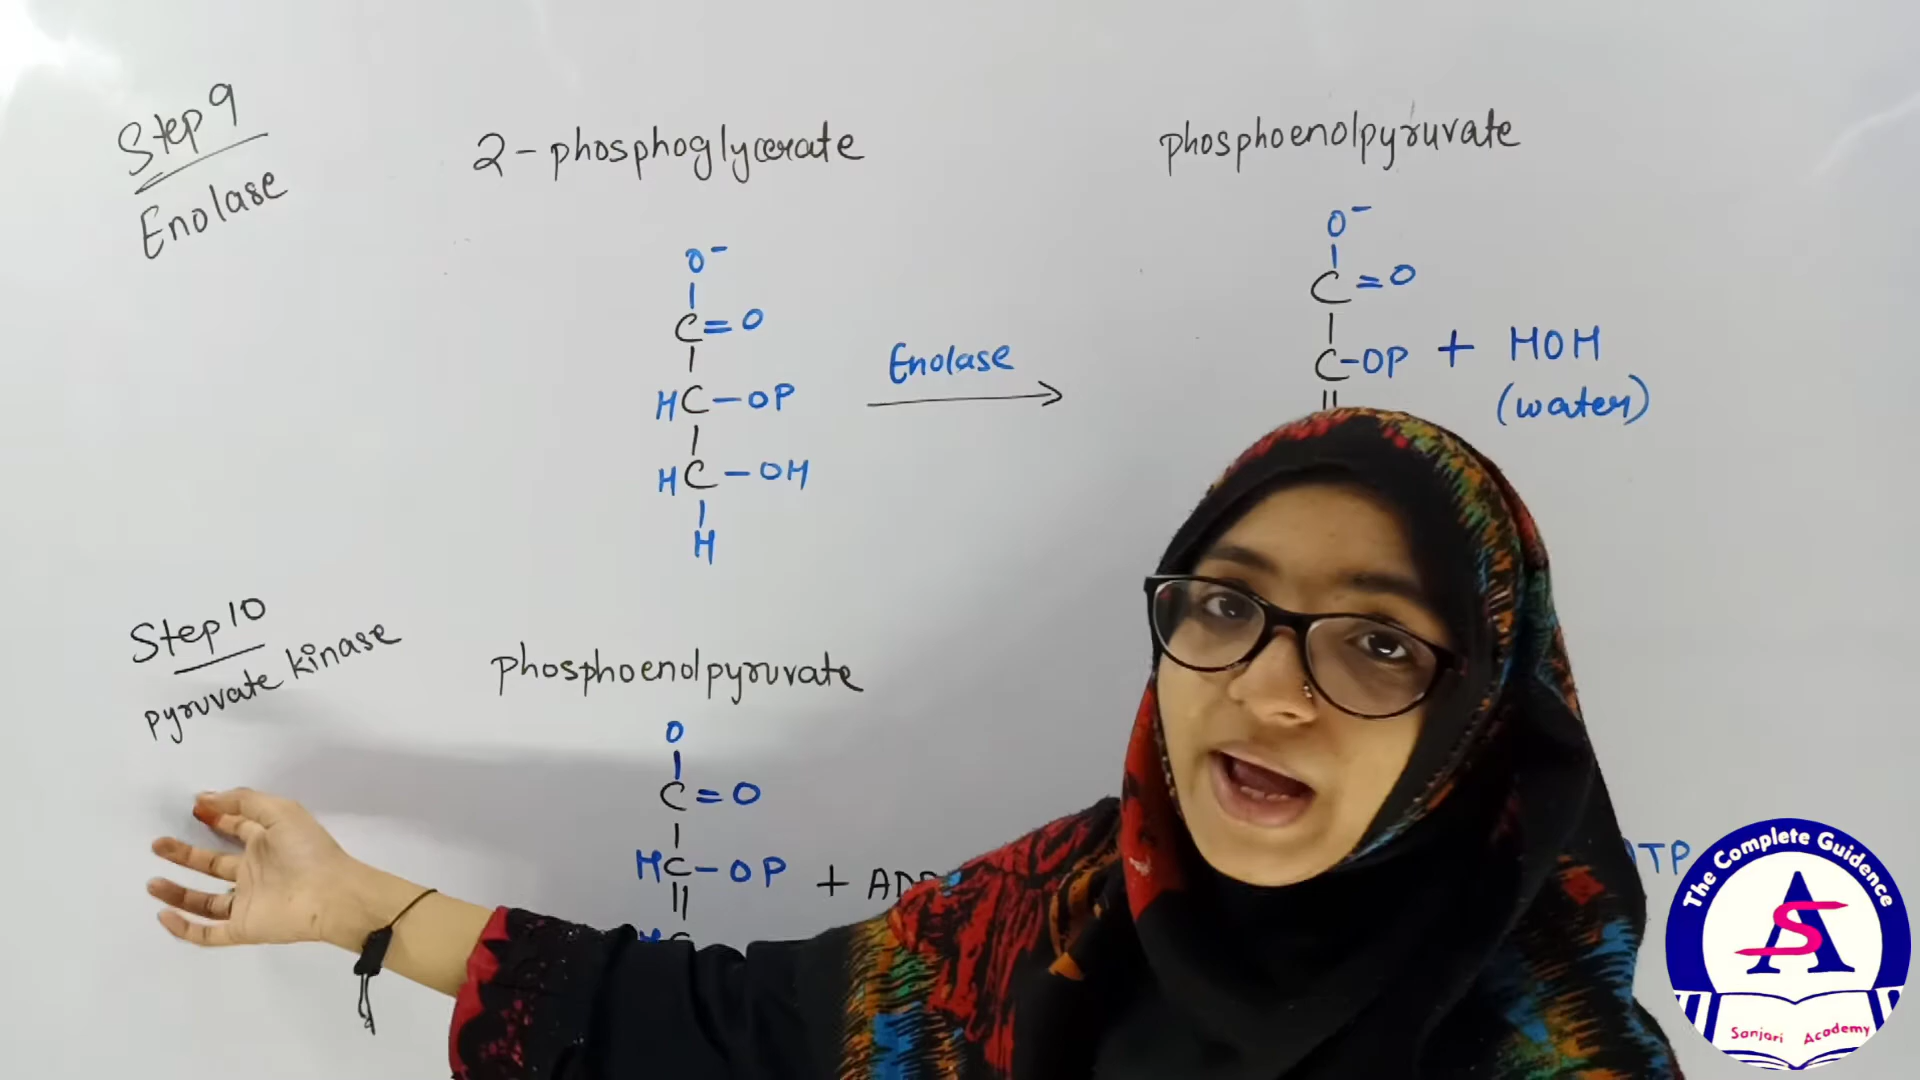 Step 9
Enolase
2-phosphoglycerate
phosphoenolpyruvate
O⁻
C=O
HC-OP
HC-OH
H
Enolase
O⁻
C=O
C-OP + HOH
(water)
Step 10
pyruvate kinase
phosphoenolpyruvate
O
C=O
HC-OP +
The Complete Guidence
AS
Sanjari Academy